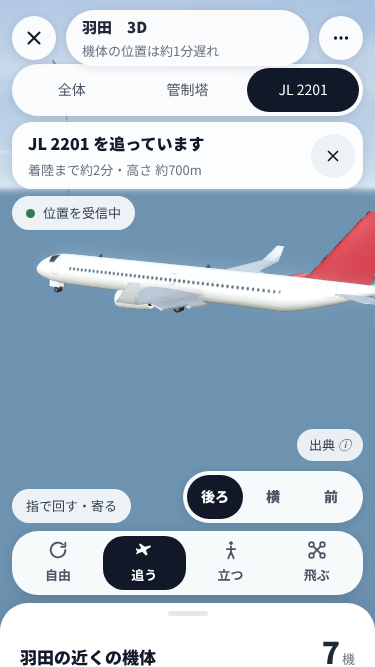 羽田　3D
機体の位置は約1分遅れ
全体
管制塔
JL 2201
JL 2201 を追っています
着陸まで約2分・高さ 約700m
位置を受信中
出典
後ろ
横
前
指で回す・寄る
自由
追う
立つ
飛ぶ
羽田の近くの機体
7機